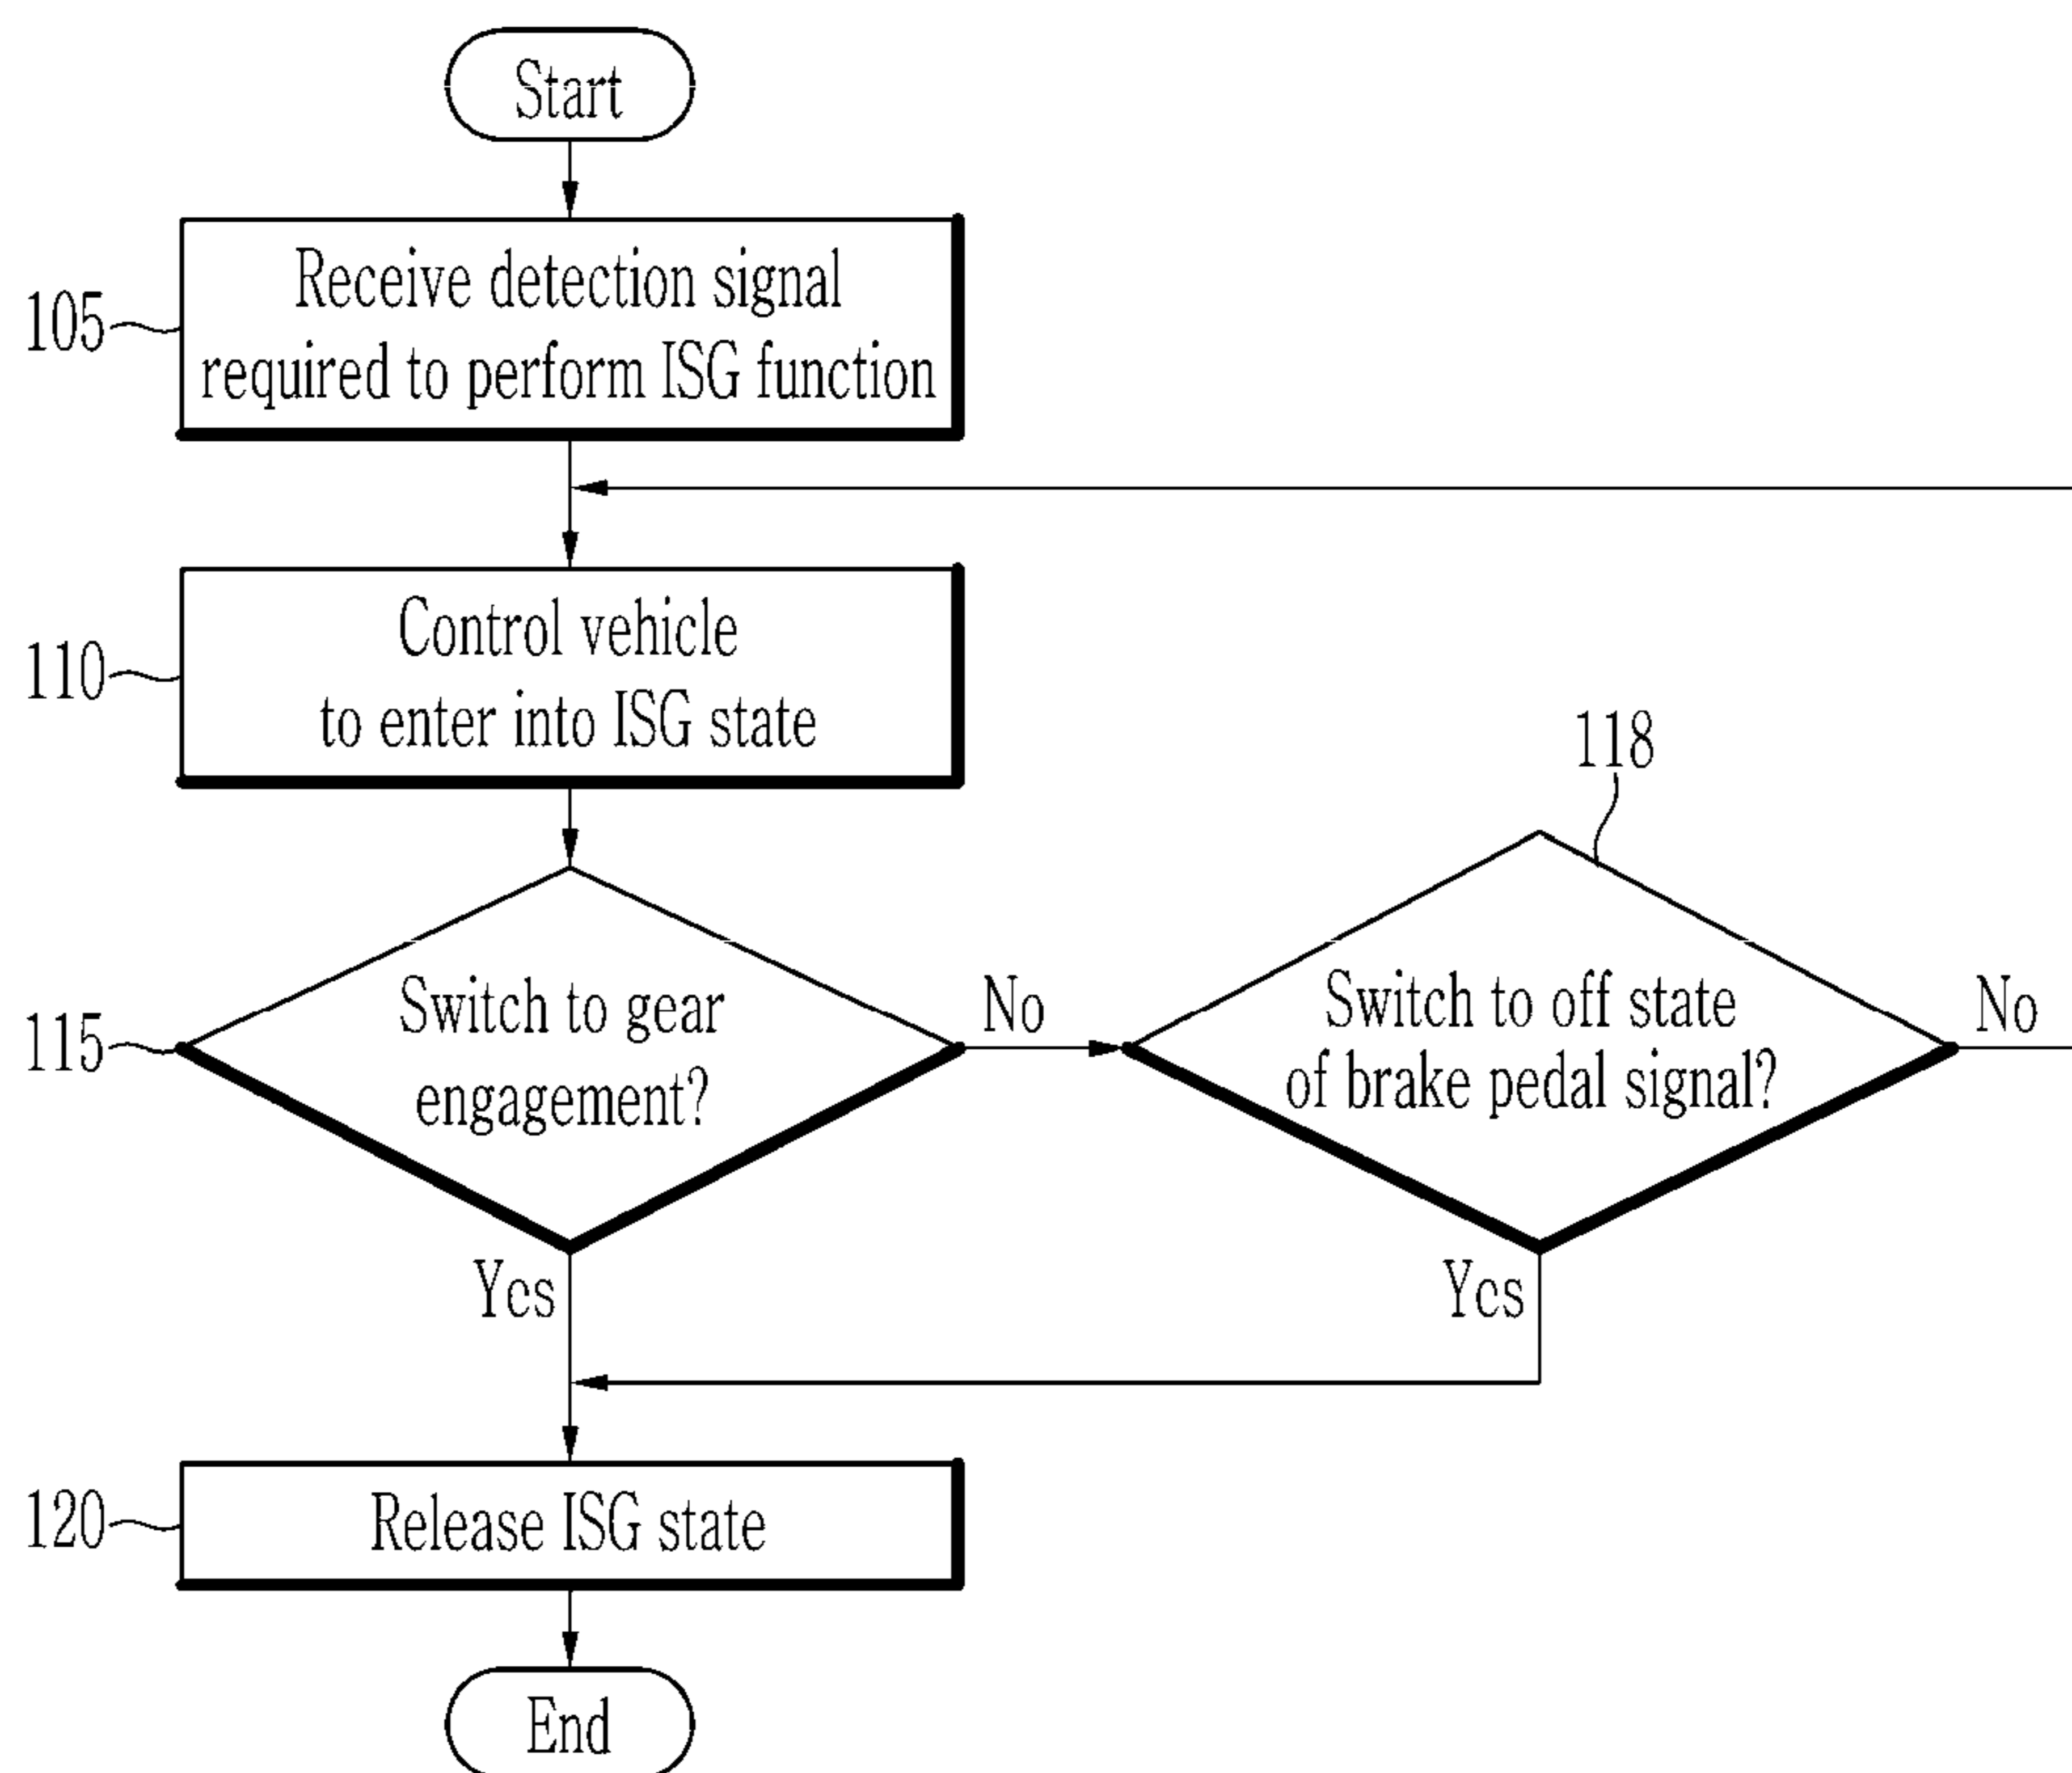 Start
105
Receive detection signal
required to perform ISG function
110
Control vehicle
to enter into ISG state
118
115
Switch to gear
engagement?
No
Switch to off state
of brake pedal signal?
No
Yes
Yes
120
Release ISG state
End